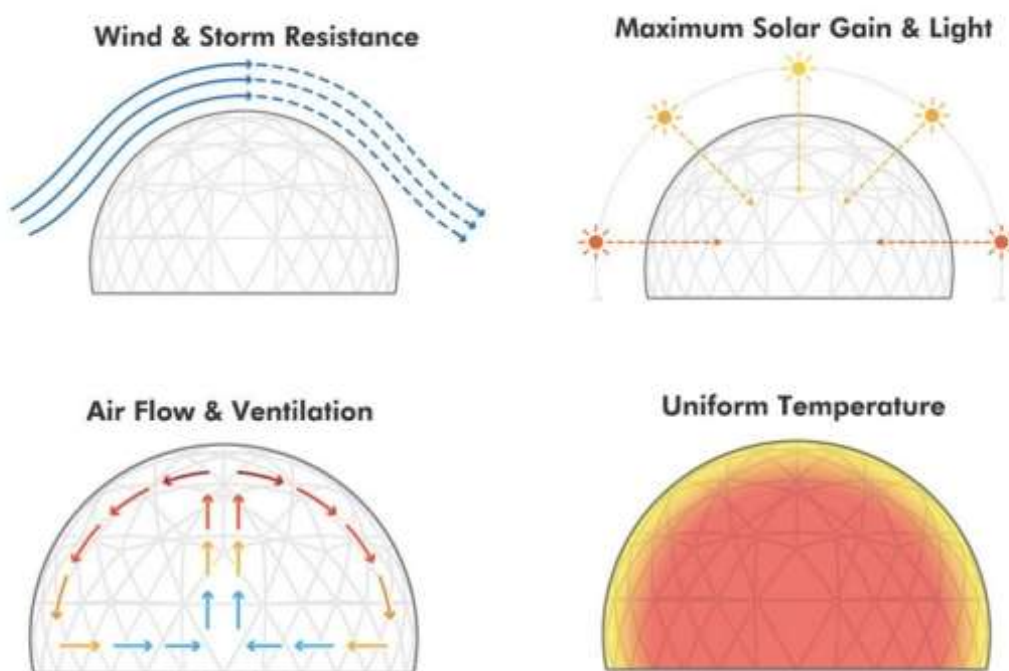 Wind & Storm Resistance
Maximum Solar Gain & Light
Air Flow & Ventilation
Uniform Temperature